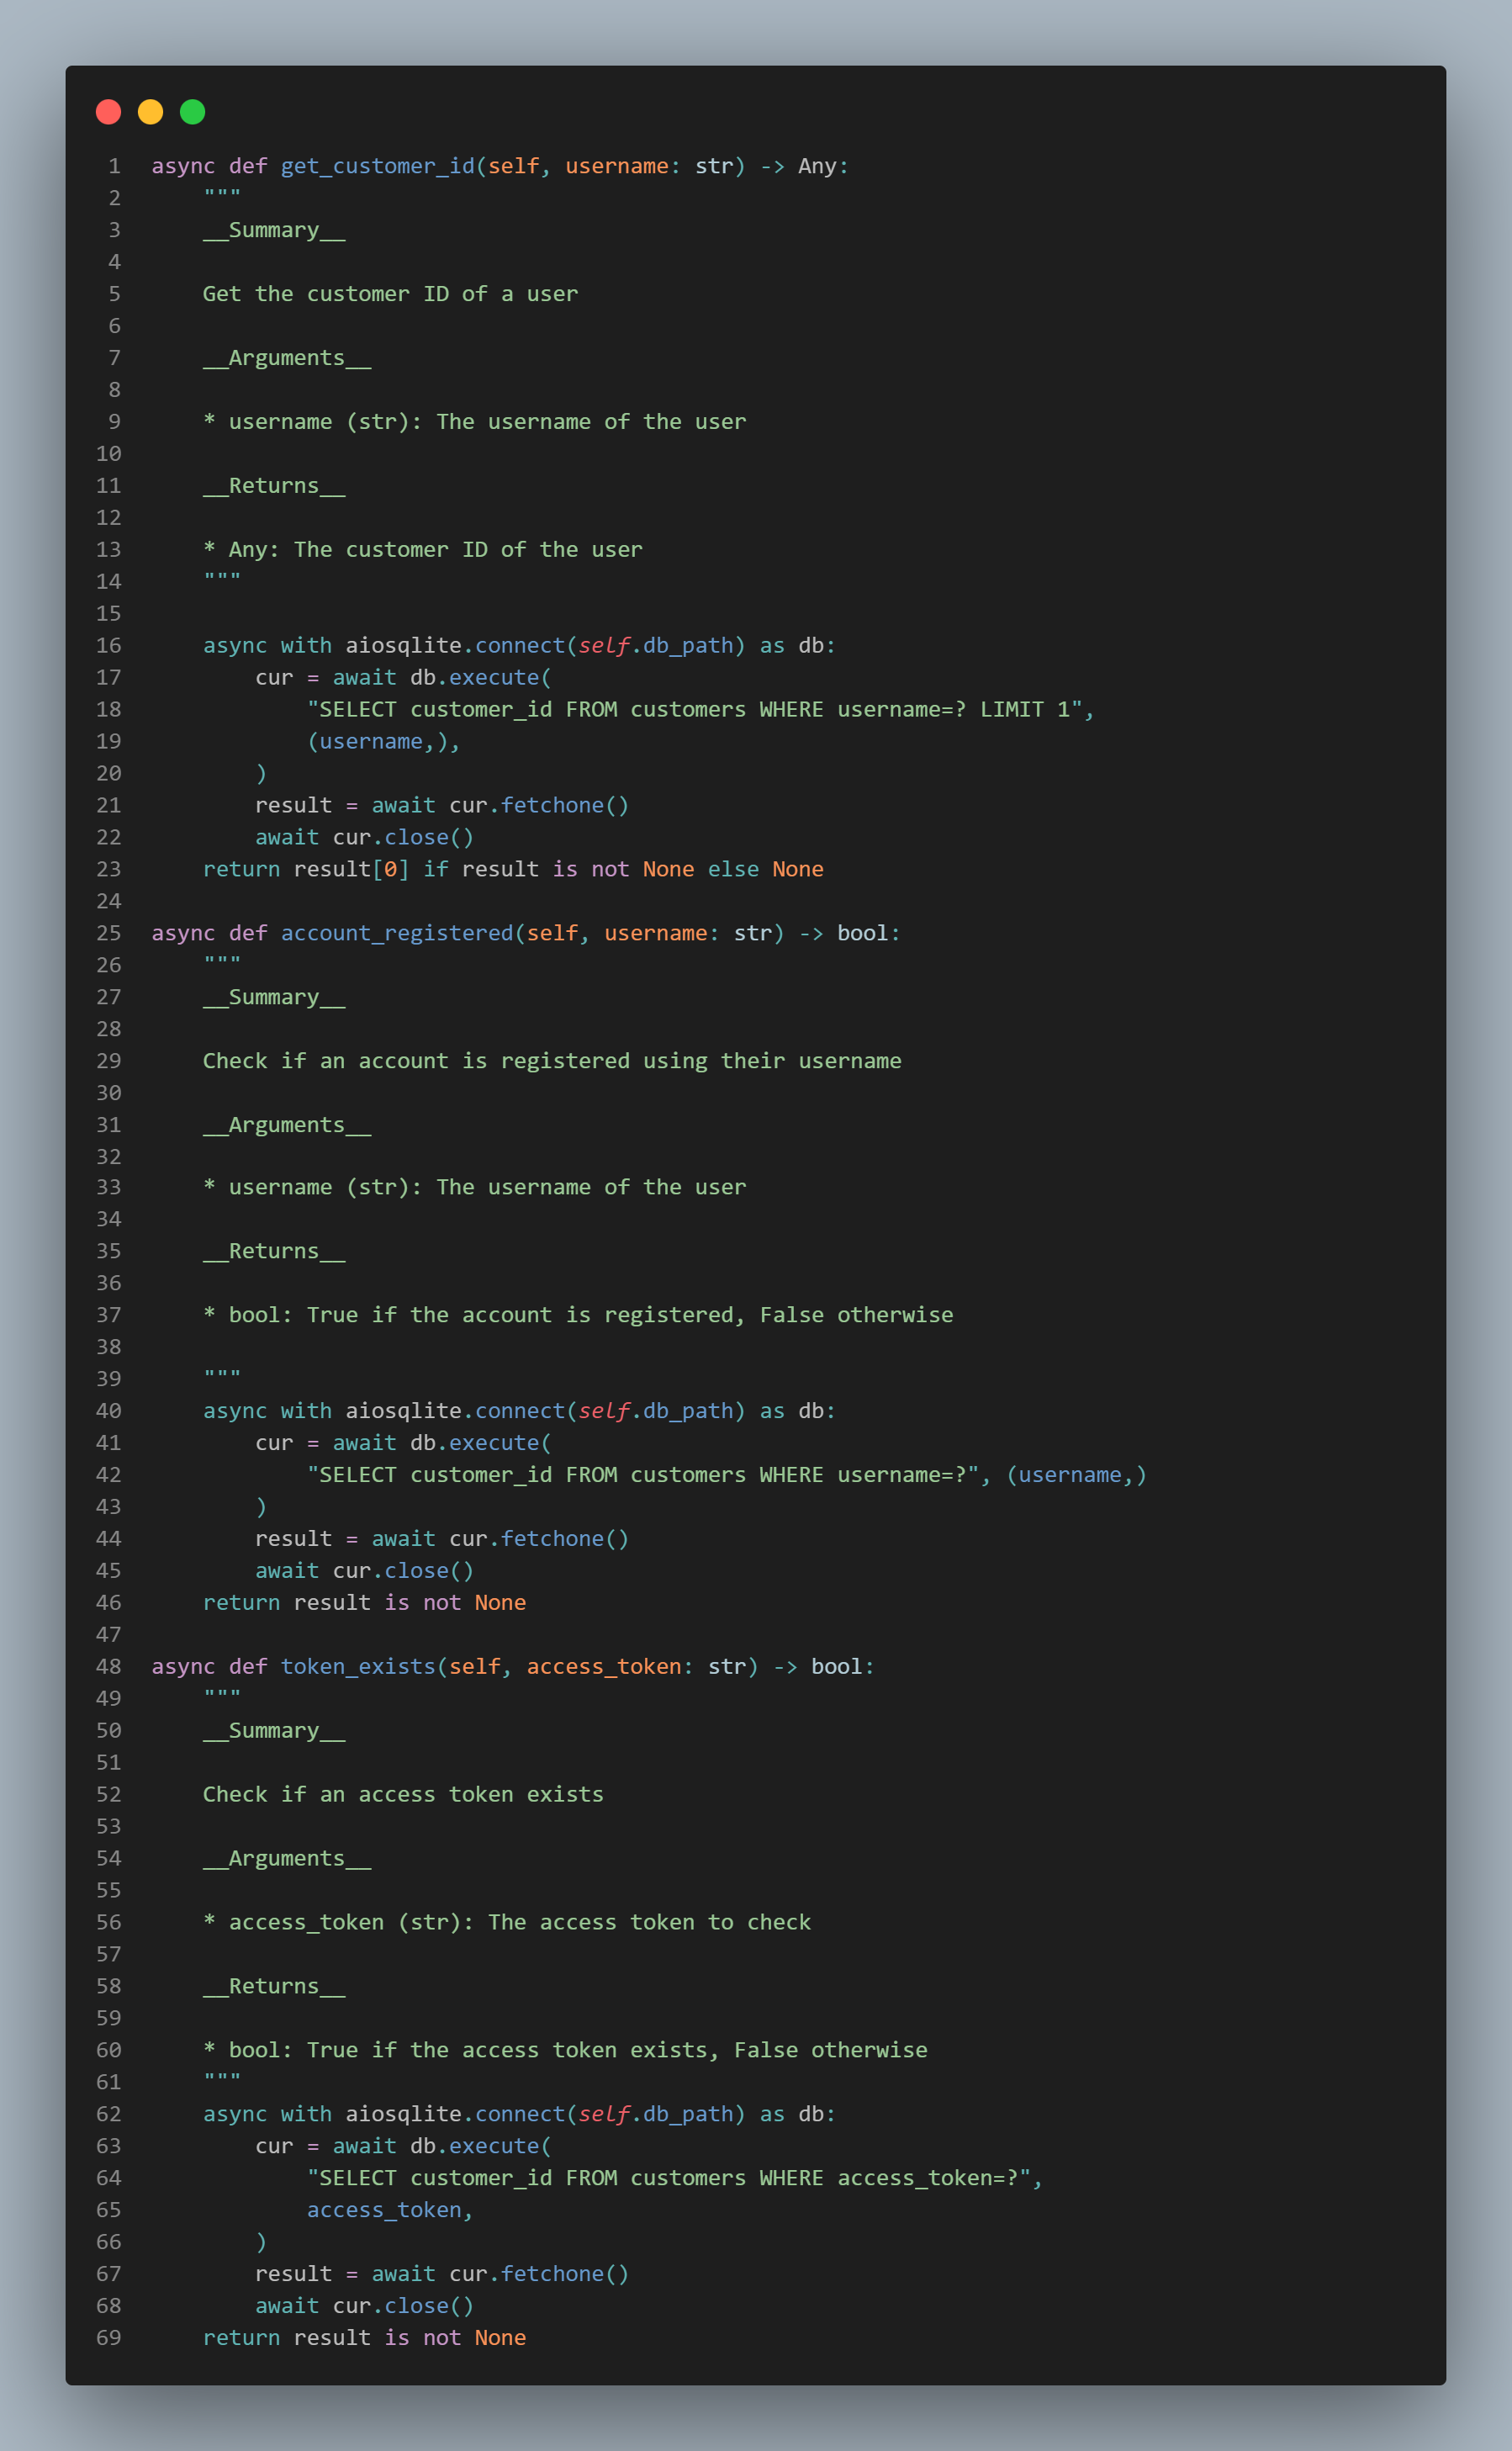 1 async def get_customer_id(self, username: str) -> Any:
2     """
3     __Summary__
4
5     Get the customer ID of a user
6
7     __Arguments__
8
9     * username (str): The username of the user
10
11     __Returns__
12
13     * Any: The customer ID of the user
14     """
15
16     async with aiosqlite.connect(self.db_path) as db:
17         cur = await db.execute(
18             "SELECT customer_id FROM customers WHERE username=? LIMIT 1",
19             (username,),
20         )
21         result = await cur.fetchone()
22         await cur.close()
23     return result[0] if result is not None else None
24
25 async def account_registered(self, username: str) -> bool:
26     """
27     __Summary__
28
29     Check if an account is registered using their username
30
31     __Arguments__
32
33     * username (str): The username of the user
34
35     __Returns__
36
37     * bool: True if the account is registered, False otherwise
38
39     """
40     async with aiosqlite.connect(self.db_path) as db:
41         cur = await db.execute(
42             "SELECT customer_id FROM customers WHERE username=?", (username,)
43         )
44         result = await cur.fetchone()
45         await cur.close()
46     return result is not None
47
48 async def token_exists(self, access_token: str) -> bool:
49     """
50     __Summary__
51
52     Check if an access token exists
53
54     __Arguments__
55
56     * access_token (str): The access token to check
57
58     __Returns__
59
60     * bool: True if the access token exists, False otherwise
61     """
62     async with aiosqlite.connect(self.db_path) as db:
63         cur = await db.execute(
64             "SELECT customer_id FROM customers WHERE access_token=?",
65             access_token,
66         )
67         result = await cur.fetchone()
68         await cur.close()
69     return result is not None